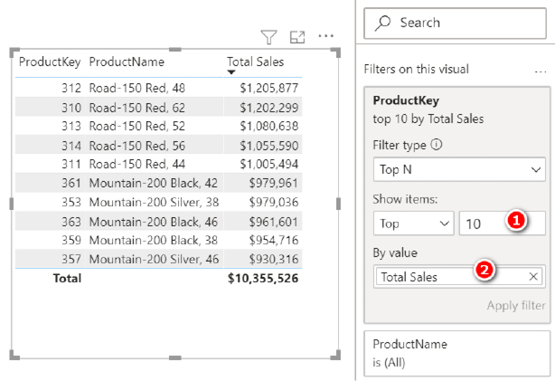 ProductKey ProductName Total Sales
312 Road-150 Red, 48 $1,205,877
310 Road-150 Red, 62 $1,202,299
313 Road-150 Red, 52 $1,080,638
314 Road-150 Red, 56 $1,055,590
311 Road-150 Red, 44 $1,005,494
361 Mountain-200 Black, 42 $979,961
353 Mountain-200 Silver, 38 $979,036
363 Mountain-200 Black, 46 $961,601
359 Mountain-200 Black, 38 $954,716
357 Mountain-200 Silver, 46 $930,316
Total $10,355,526
Search
Filters on this visual
ProductKey
top 10 by Total Sales
Filter type
Top N
Show items:
Top 10 1
By value
2
Total Sales
Apply filter
ProductName
is (All)